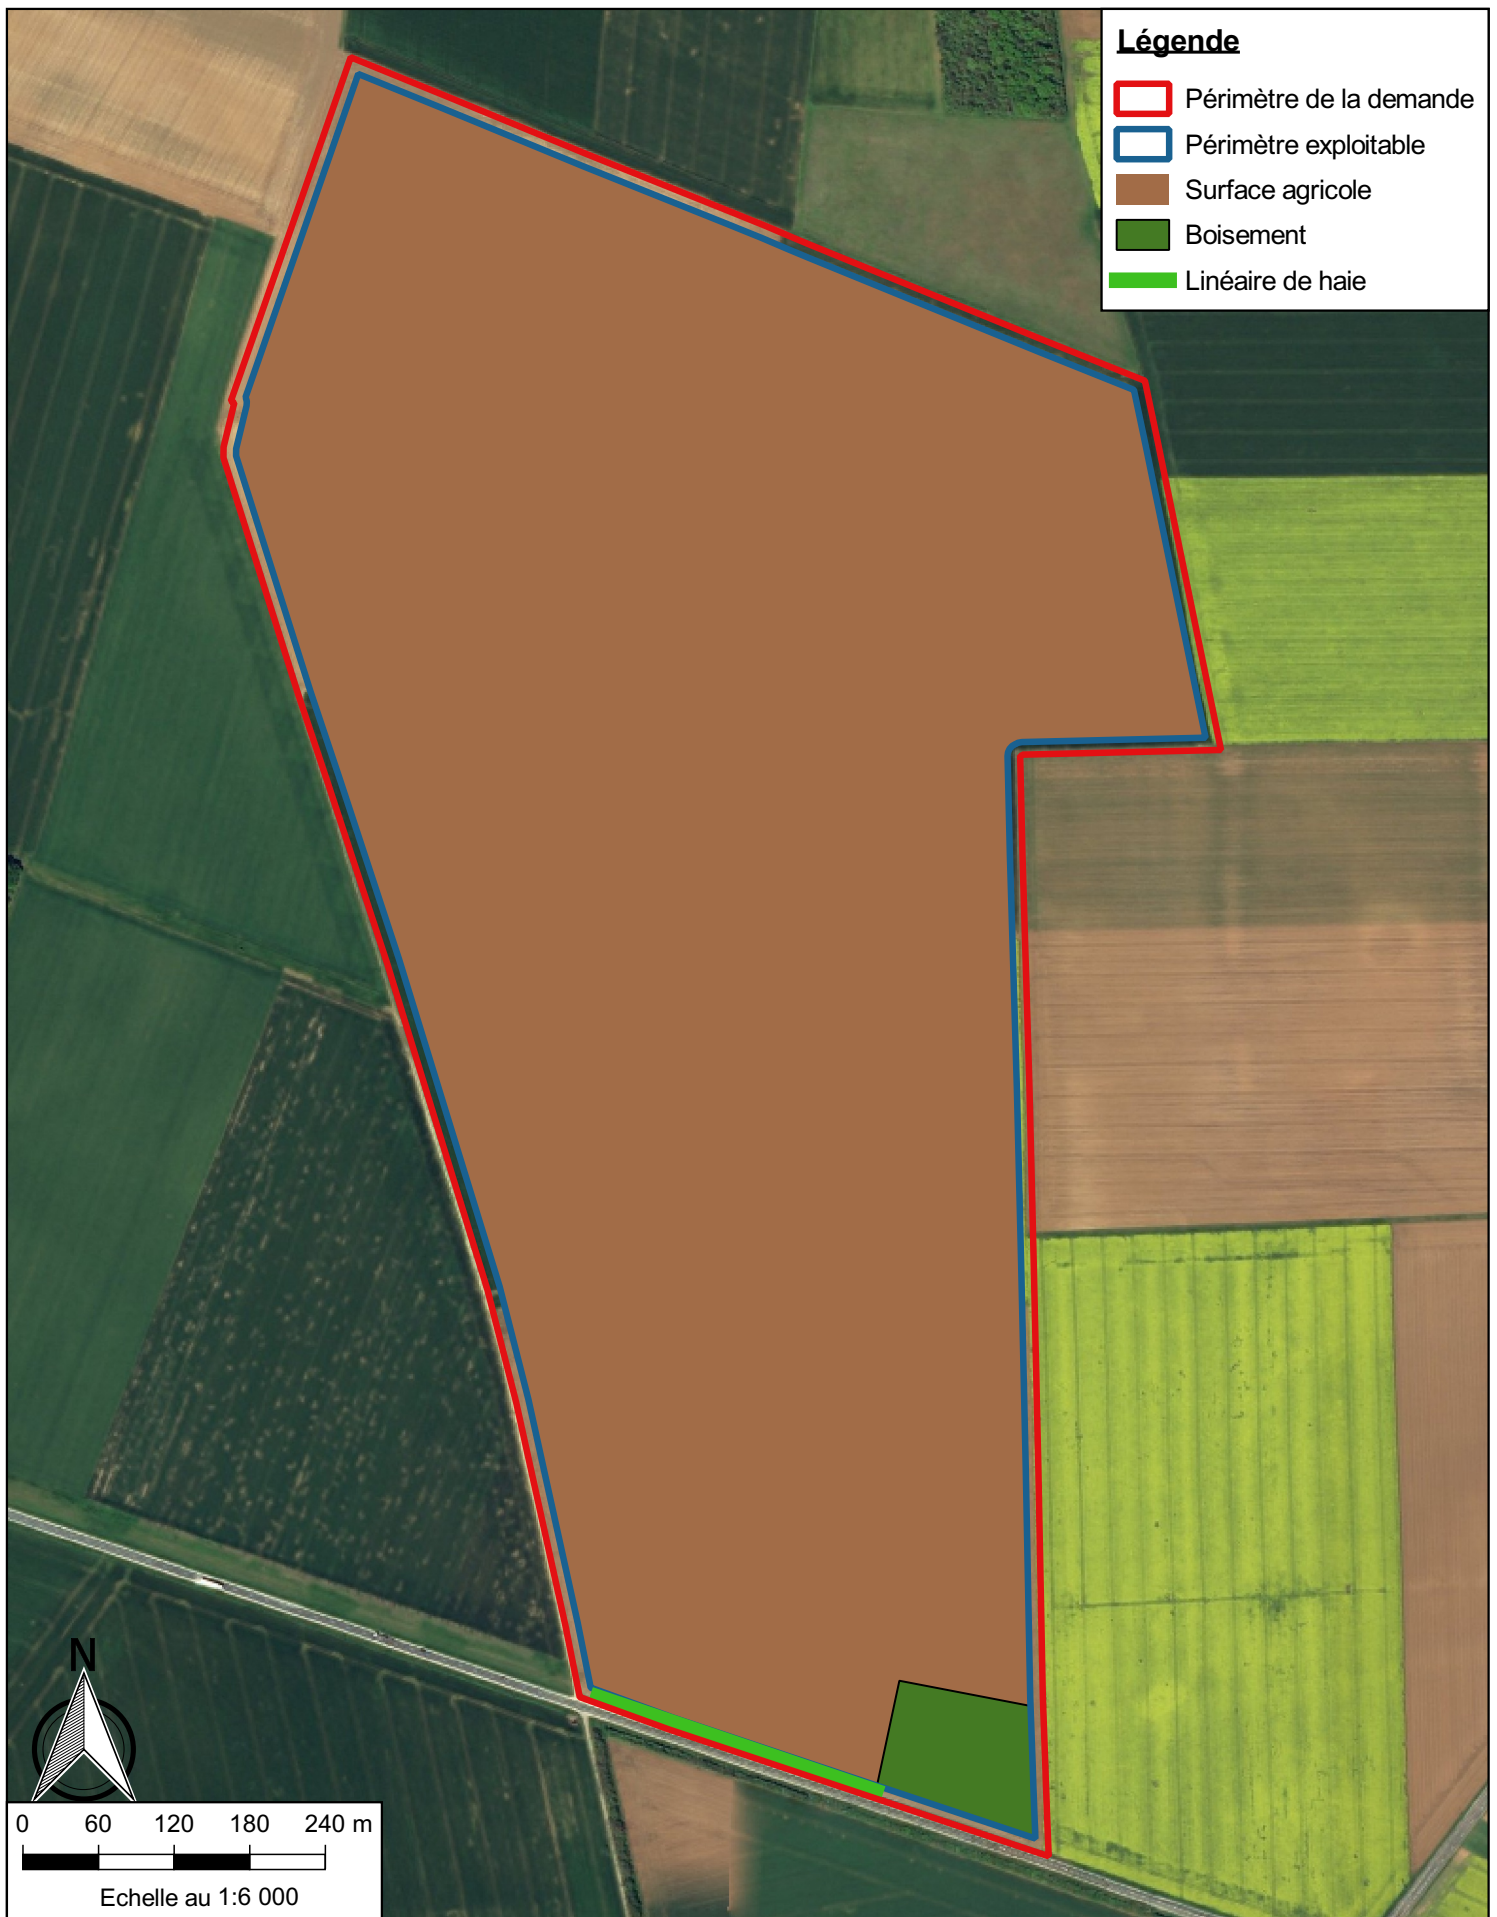 Légende
Périmètre de la demande
Périmètre exploitable
Surface agricole
Boisement
Linéaire de haie
N
0 60 120 180 240 m
Echelle au 1:6 000